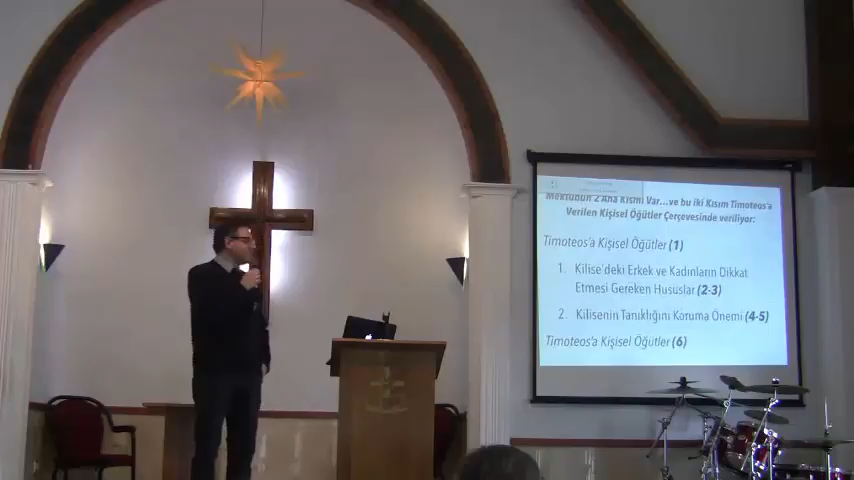 Mektubun 2 Ana Kısmı Var...ve bu iki Kısım Timoteos'a
Verilen Kişisel Öğütler Çerçevesinde veriliyor:
Timoteos'a Kişisel Öğütler (1)
1. Kilise'deki Erkek ve Kadınların Dikkat
Etmesi Gereken Hususlar (2-3)
2. Kilisenin Tanıklığını Koruma Önemi (4-5)
Timoteos'a Kişisel Öğütler (6)